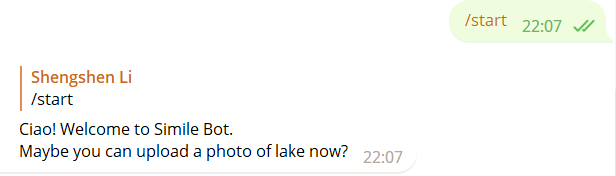 /start 22:07
Shengshen Li
/start
Ciao! Welcome to Simile Bot.
Maybe you can upload a photo of lake now? 22:07